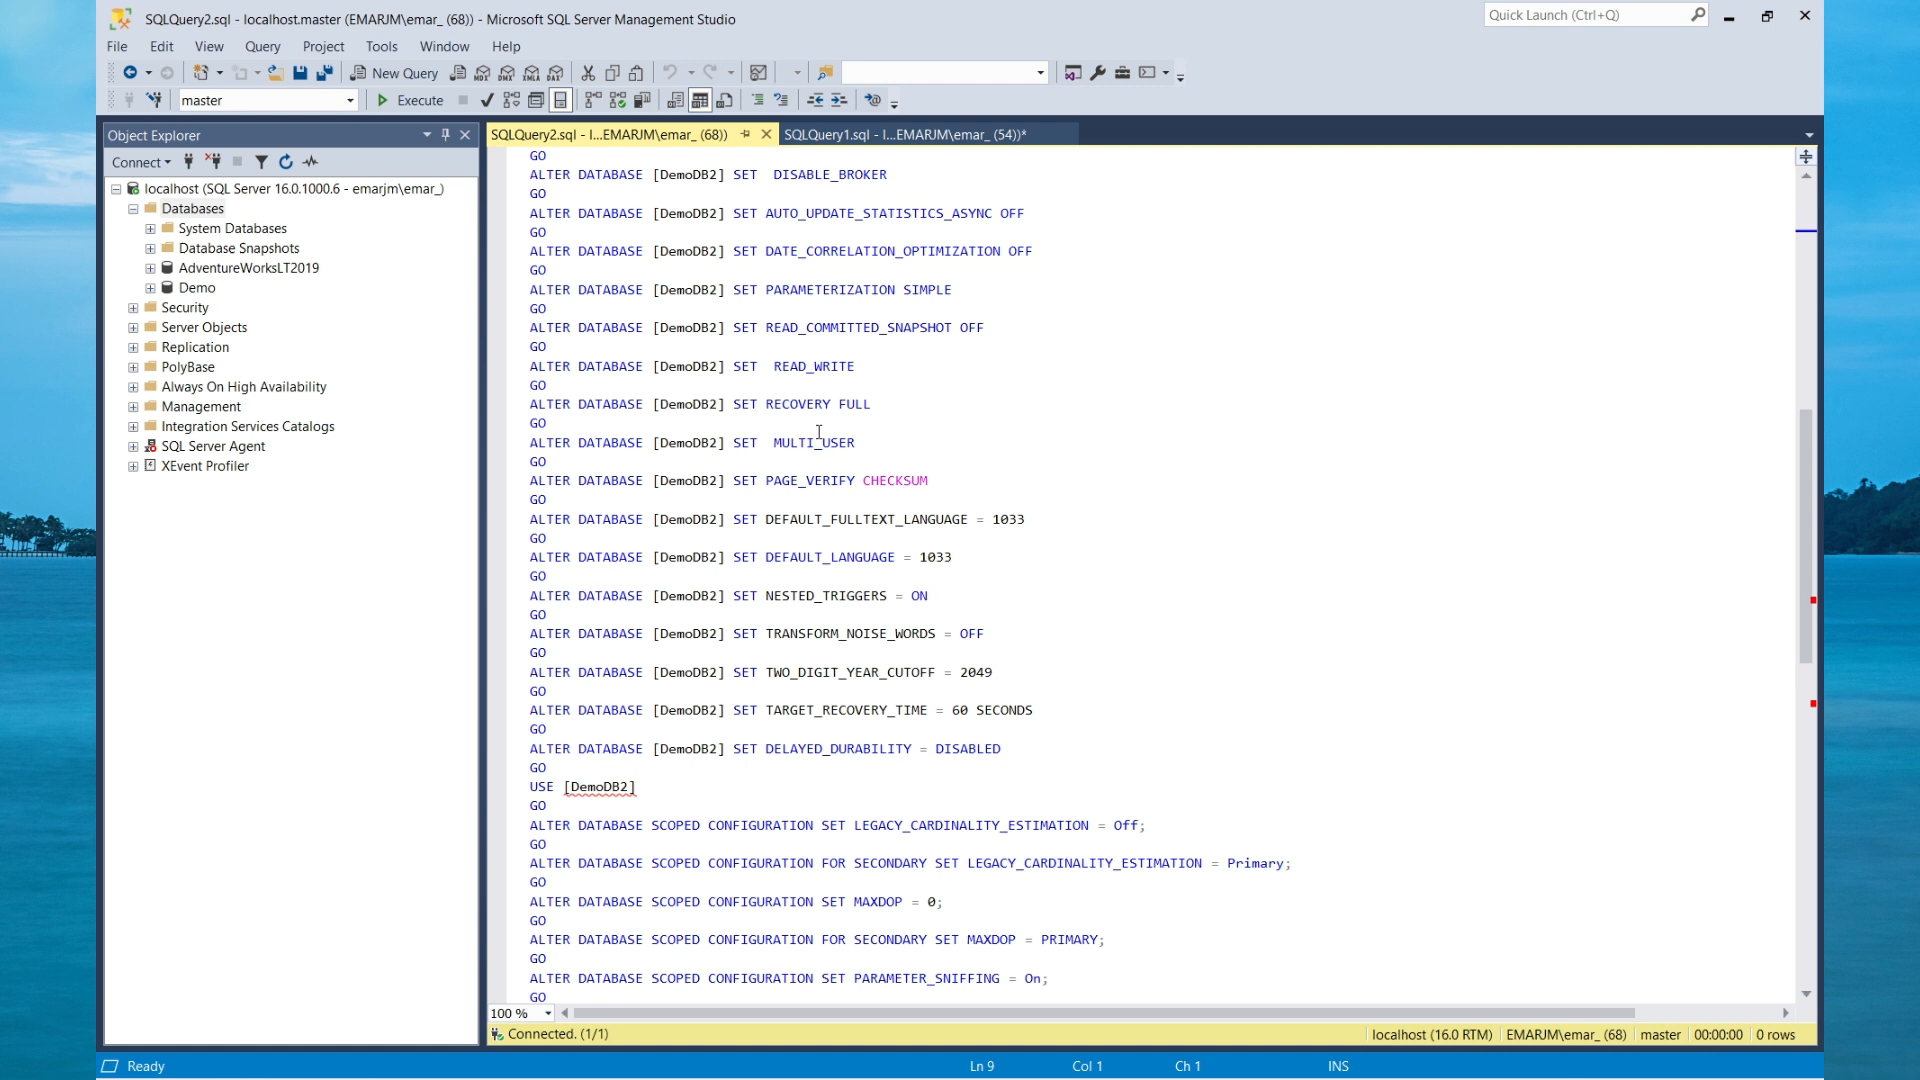 SQLQuery2.sql - localhost.master (EMARJM\emar_ (68)) - Microsoft SQL Server Management Studio
Quick Launch (Ctrl+Q)
File Edit View Query Project Tools Window Help
New Query
MDX DMX XMLA DAX
master
Execute
Object Explorer
SQLQuery2.sql - l...EMARJM\emar_ (68))
SQLQuery1.sql - l...EMARJM\emar_ (54))*
Connect
localhost (SQL Server 16.0.1000.6 - emarjm\emar_)
Databases
System Databases
Database Snapshots
AdventureWorksLT2019
Demo
Security
Server Objects
Replication
PolyBase
Always On High Availability
Management
Integration Services Catalogs
SQL Server Agent
XEvent Profiler
GO
ALTER DATABASE [DemoDB2] SET  DISABLE_BROKER
GO
ALTER DATABASE [DemoDB2] SET AUTO_UPDATE_STATISTICS_ASYNC OFF
GO
ALTER DATABASE [DemoDB2] SET DATE_CORRELATION_OPTIMIZATION OFF
GO
ALTER DATABASE [DemoDB2] SET PARAMETERIZATION SIMPLE
GO
ALTER DATABASE [DemoDB2] SET READ_COMMITTED_SNAPSHOT OFF
GO
ALTER DATABASE [DemoDB2] SET  READ_WRITE
GO
ALTER DATABASE [DemoDB2] SET RECOVERY FULL
GO
ALTER DATABASE [DemoDB2] SET  MULTI_USER
GO
ALTER DATABASE [DemoDB2] SET PAGE_VERIFY CHECKSUM
GO
ALTER DATABASE [DemoDB2] SET DEFAULT_FULLTEXT_LANGUAGE = 1033
GO
ALTER DATABASE [DemoDB2] SET DEFAULT_LANGUAGE = 1033
GO
ALTER DATABASE [DemoDB2] SET NESTED_TRIGGERS = ON
GO
ALTER DATABASE [DemoDB2] SET TRANSFORM_NOISE_WORDS = OFF
GO
ALTER DATABASE [DemoDB2] SET TWO_DIGIT_YEAR_CUTOFF = 2049
GO
ALTER DATABASE [DemoDB2] SET TARGET_RECOVERY_TIME = 60 SECONDS
GO
ALTER DATABASE [DemoDB2] SET DELAYED_DURABILITY = DISABLED
GO
USE [DemoDB2]
GO
ALTER DATABASE SCOPED CONFIGURATION SET LEGACY_CARDINALITY_ESTIMATION = Off;
GO
ALTER DATABASE SCOPED CONFIGURATION FOR SECONDARY SET LEGACY_CARDINALITY_ESTIMATION = Primary;
GO
ALTER DATABASE SCOPED CONFIGURATION SET MAXDOP = 0;
GO
ALTER DATABASE SCOPED CONFIGURATION FOR SECONDARY SET MAXDOP = PRIMARY;
GO
ALTER DATABASE SCOPED CONFIGURATION SET PARAMETER_SNIFFING = On;
GO
100 %
Connected. (1/1)
localhost (16.0 RTM) EMARJM\emar_ (68) master 00:00:00 0 rows
Ready Ln 9 Col 1 Ch 1 INS